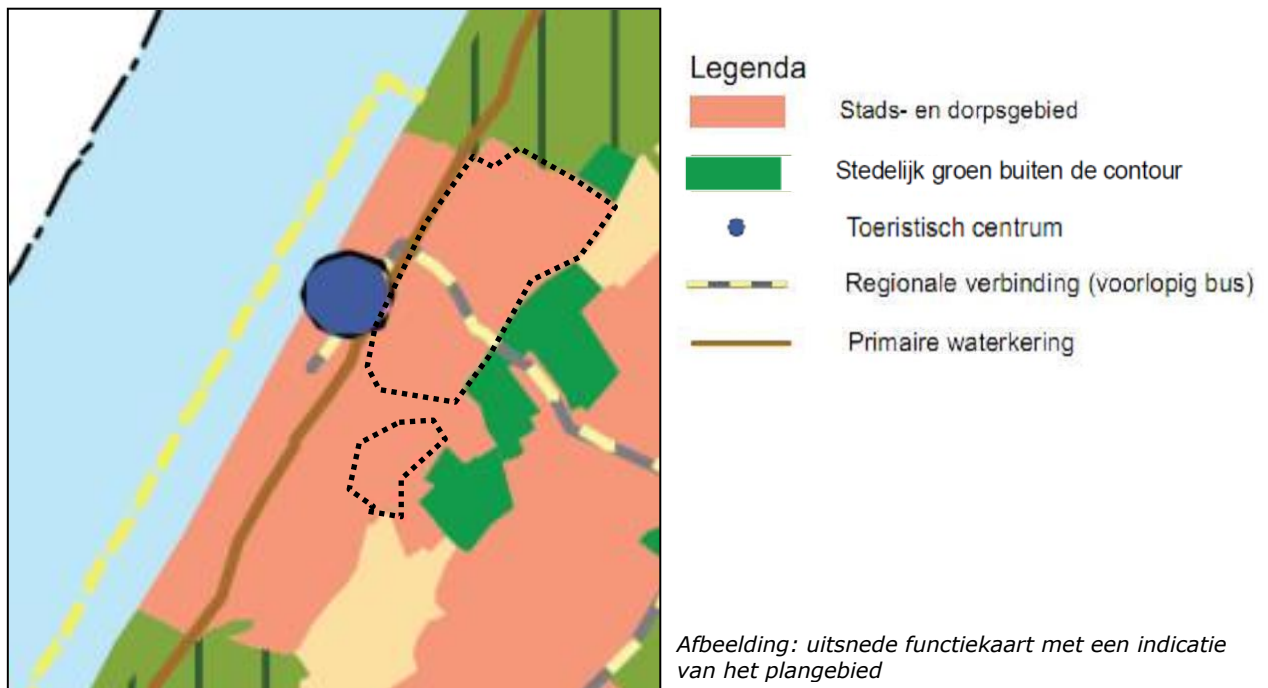 Legenda
Stads- en dorpsgebied
Stedelijk groen buiten de contour
Toeristisch centrum
Regionale verbinding (voorlopig bus)
Primaire waterkering
Afbeelding: uitsnede functiekaart met een indicatie
van het plangebied